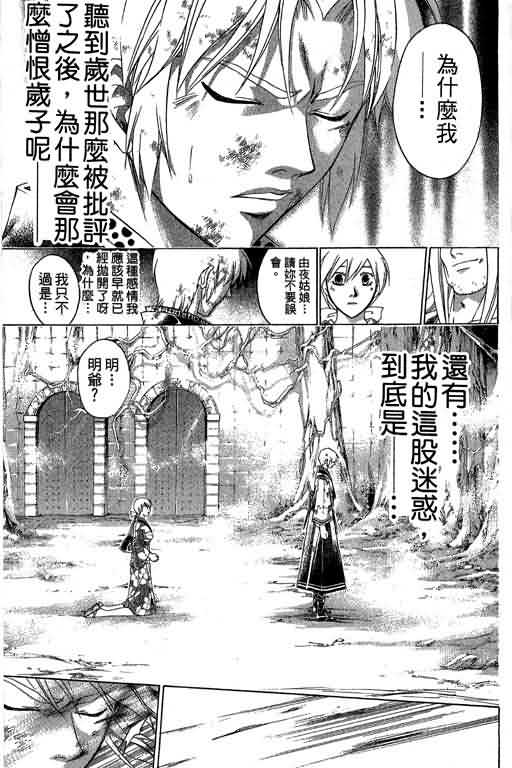 為什麼我
——……
聽到歲世那麼被批評
了之後，為什麼會那
麼憎恨歲子呢——
由夜姑娘…
請妳不要誤
會。
這種感情我
應該早就已
經拋開了呀
，為什麼…
我只不
過是…
還有……
我的這股迷惑，
到底是——……
明…
明爺？